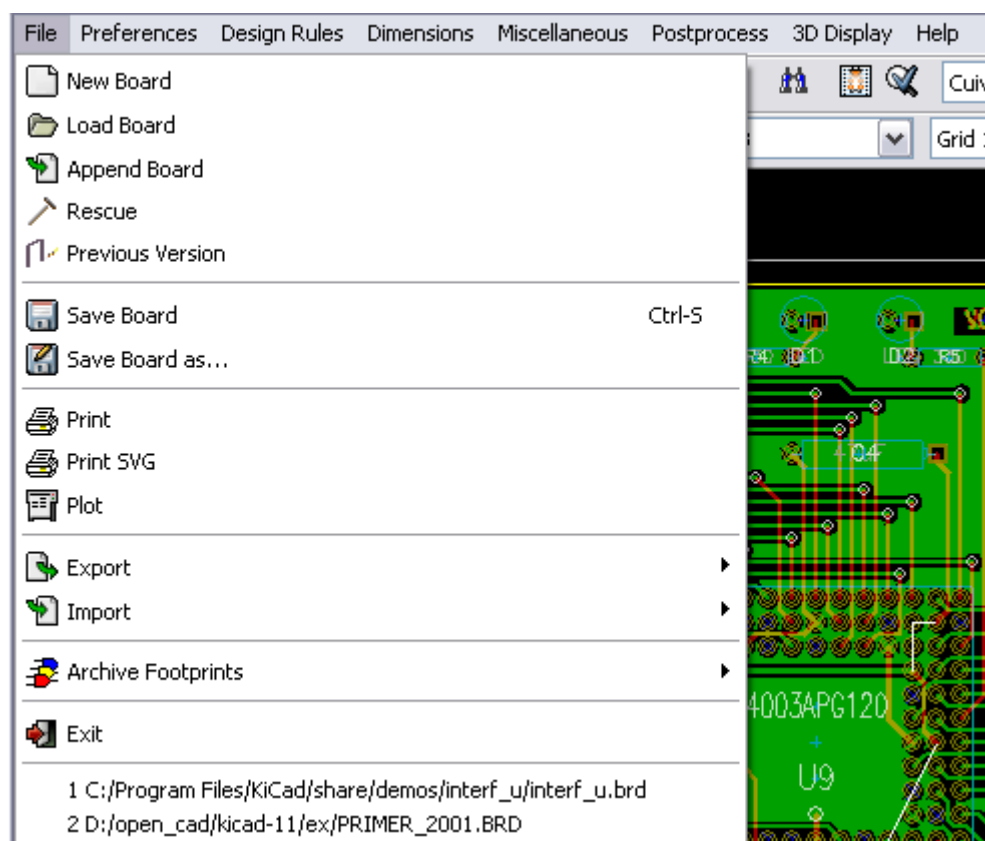 File Preferences Design Rules Dimensions Miscellaneous Postprocess 3D Display Help
New Board
Load Board
Append Board
Rescue
Previous Version
Save Board Ctrl-S
Save Board as...
Print
Print SVG
Plot
Export
Import
Archive Footprints
Exit
1 C:/Program Files/KiCad/share/demos/interf_u/interf_u.brd
2 D:/open_cad/kicad-11/ex/PRIMER_2001.BRD
Cuiv
Grid
4003APG120
U9